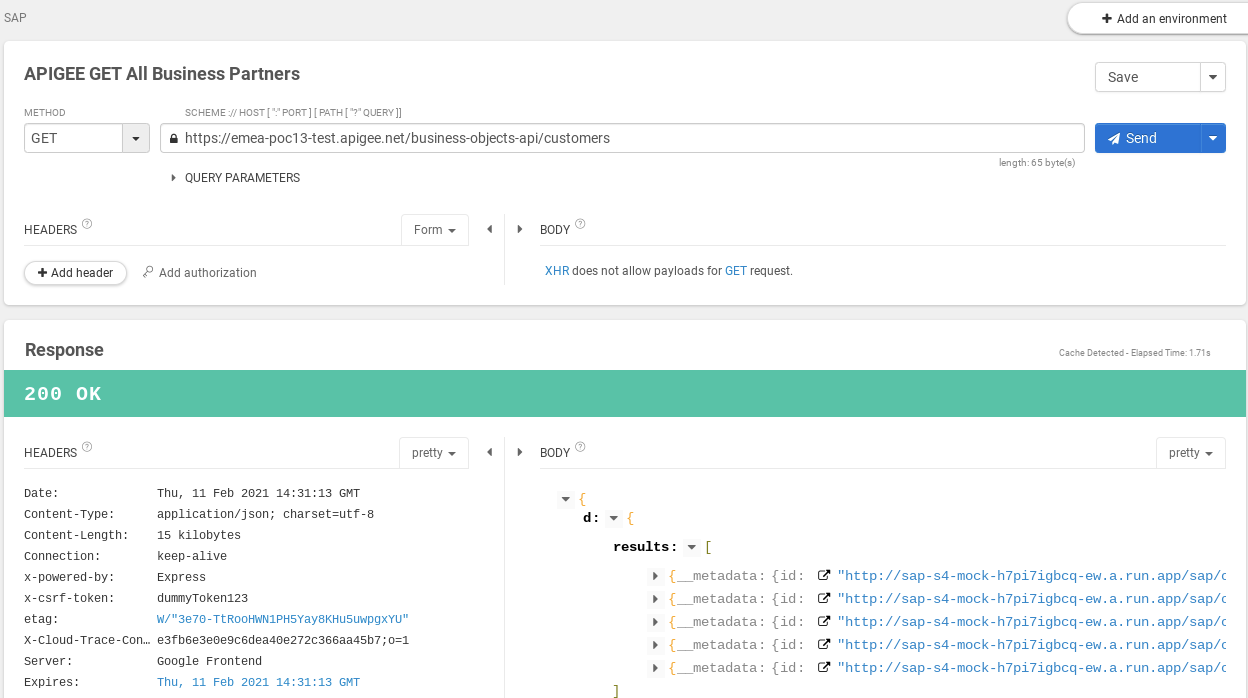 SAP
Add an environment
APIGEE GET All Business Partners
Save
METHOD
SCHEME :// HOST [ ":" PORT ] [ PATH [ "?" QUERY ]]
GET
https://emea-poc13-test.apigee.net/business-objects-api/customers
Send
length: 65 byte(s)
QUERY PARAMETERS
HEADERS ?
Form
BODY ?
Add header
Add authorization
XHR does not allow payloads for GET request.
Response
Cache Detected - Elapsed Time: 1.71s
200 OK
HEADERS ?
pretty
BODY ?
pretty
Date: Thu, 11 Feb 2021 14:31:13 GMT
Content-Type: application/json; charset=utf-8
Content-Length: 15 kilobytes
Connection: keep-alive
x-powered-by: Express
x-csrf-token: dummyToken123
etag: W/"3e70-TtRooHWN1PH5Yay8KHu5uwpgxYU"
X-Cloud-Trace-Con… e3fb6e3e0e9c6dea40e272c366aa45b7;o=1
Server: Google Frontend
Expires: Thu, 11 Feb 2021 14:31:13 GMT
{
d: {
results: [
{__metadata: {id: "http://sap-s4-mock-h7pi7igbcq-ew.a.run.app/sap/o
{__metadata: {id: "http://sap-s4-mock-h7pi7igbcq-ew.a.run.app/sap/o
{__metadata: {id: "http://sap-s4-mock-h7pi7igbcq-ew.a.run.app/sap/o
{__metadata: {id: "http://sap-s4-mock-h7pi7igbcq-ew.a.run.app/sap/o
{__metadata: {id: "http://sap-s4-mock-h7pi7igbcq-ew.a.run.app/sap/o
]